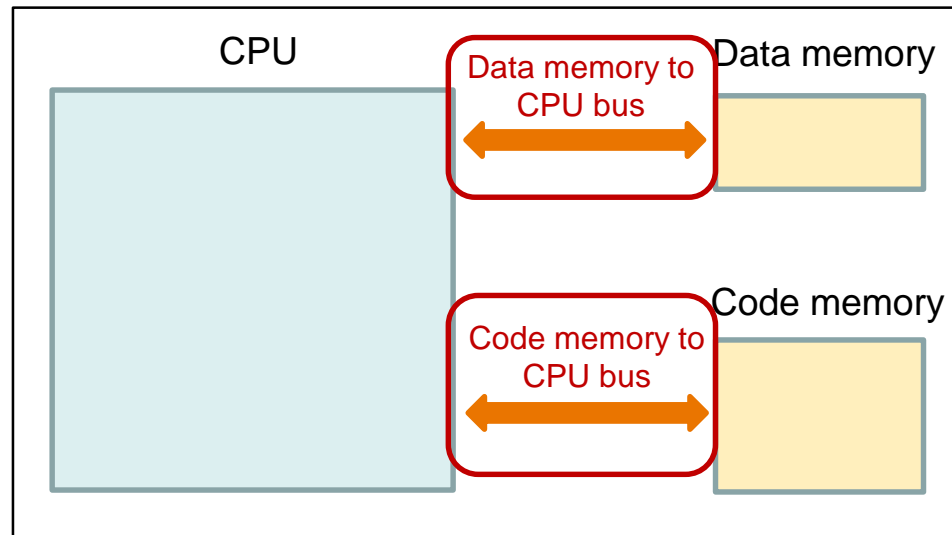 CPU
Data memory to
CPU bus
Data memory
Code memory to
CPU bus
Code memory